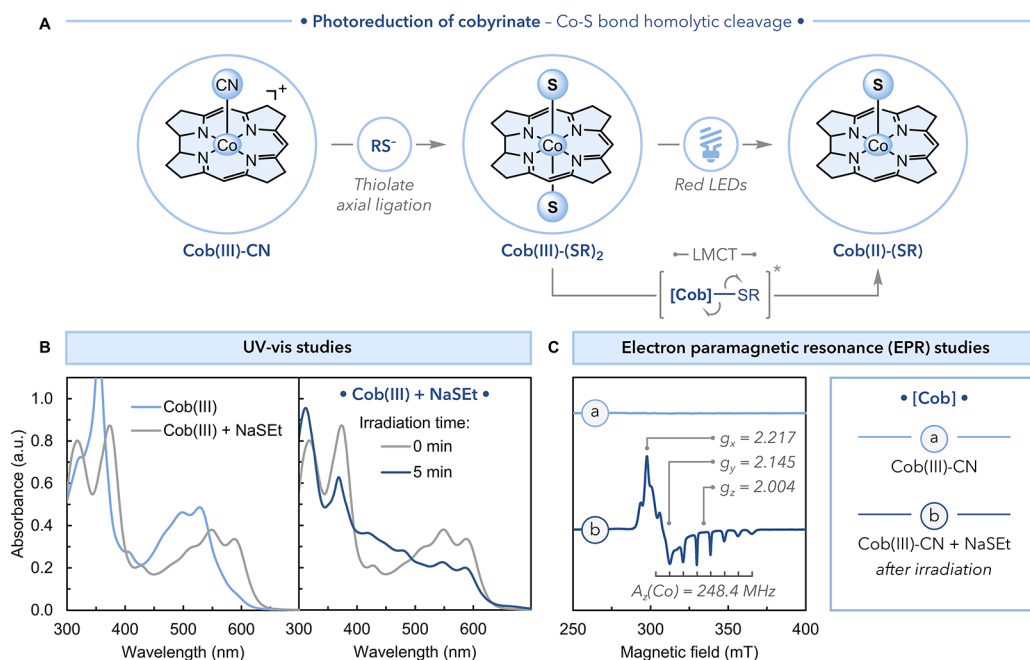 A
• Photoreduction of cobyrinate – Co-S bond homolytic cleavage •
CN
⌝+
N
N
Co
N
N
Cob(III)-CN
RS⁻
Thiolate
axial ligation
S
N
N
Co
N
N
S
Cob(III)-(SR)₂
Red LEDs
S
N
N
Co
N
N
Cob(II)-(SR)
LMCT
[Cob]—SR
*
B
UV-vis studies
Absorbance (a.u.)
1.0
0.8
0.6
0.4
0.2
0.0
Cob(III)
Cob(III) + NaSEt
300 400 500 600
Wavelength (nm)
• Cob(III) + NaSEt •
Irradiation time:
0 min
5 min
300 400 500 600
Wavelength (nm)
C
Electron paramagnetic resonance (EPR) studies
a
gₓ = 2.217
g_y = 2.145
g_z = 2.004
b
A_z(Co) = 248.4 MHz
250 300 350 400
Magnetic field (mT)
• [Cob] •
a
Cob(III)-CN
b
Cob(III)-CN + NaSEt
after irradiation